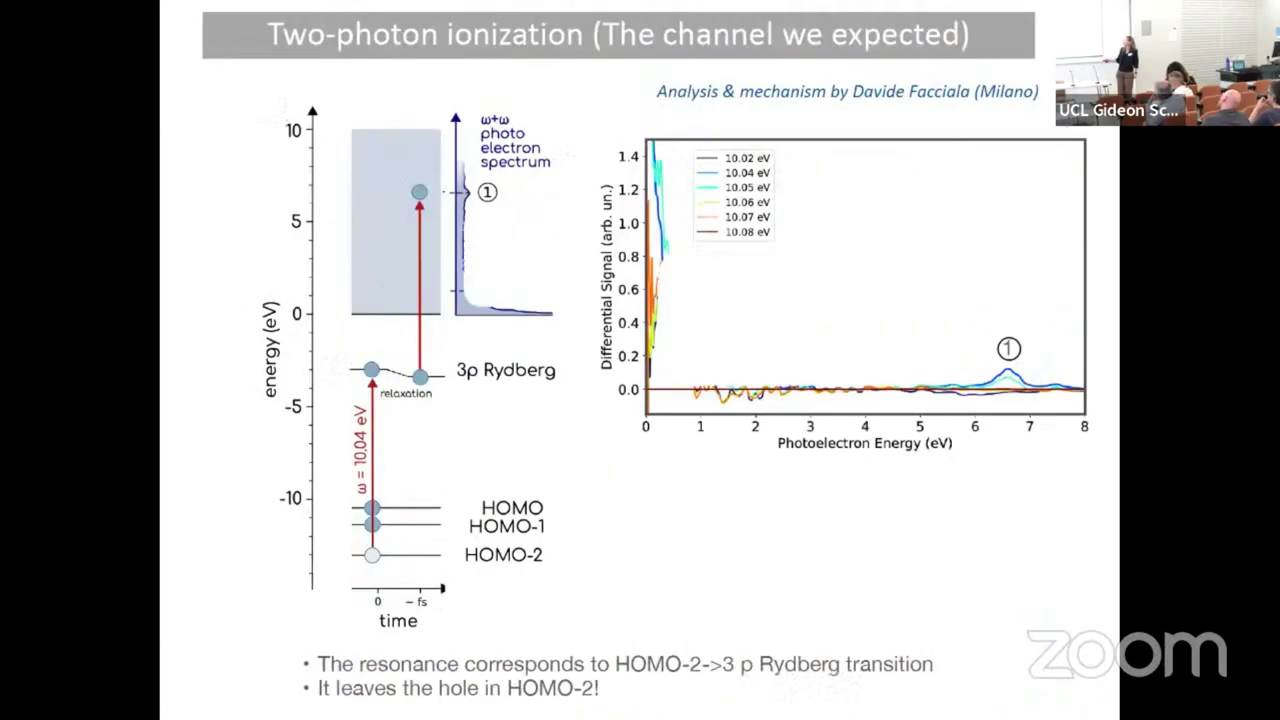 Two-photon ionization (The channel we expected)
UCL Gideon Sc...
Analysis & mechanism by Davide Facciala (Milano)
energy (eV)
10
5
0
-5
-10
ω+ω
photo
electron
spectrum
①
3p Rydberg
relaxation
ω = 10.04 eV
HOMO
HOMO-1
HOMO-2
0
~ fs
time
Differential Signal (arb. un.)
1.4
1.2
1.0
0.8
0.6
0.4
0.2
0.0
10.02 eV
10.04 eV
10.05 eV
10.06 eV
10.07 eV
10.08 eV
①
0 1 2 3 4 5 6 7 8
Photoelectron Energy (eV)
• The resonance corresponds to HOMO-2->3 p Rydberg transition
• It leaves the hole in HOMO-2!
zoom